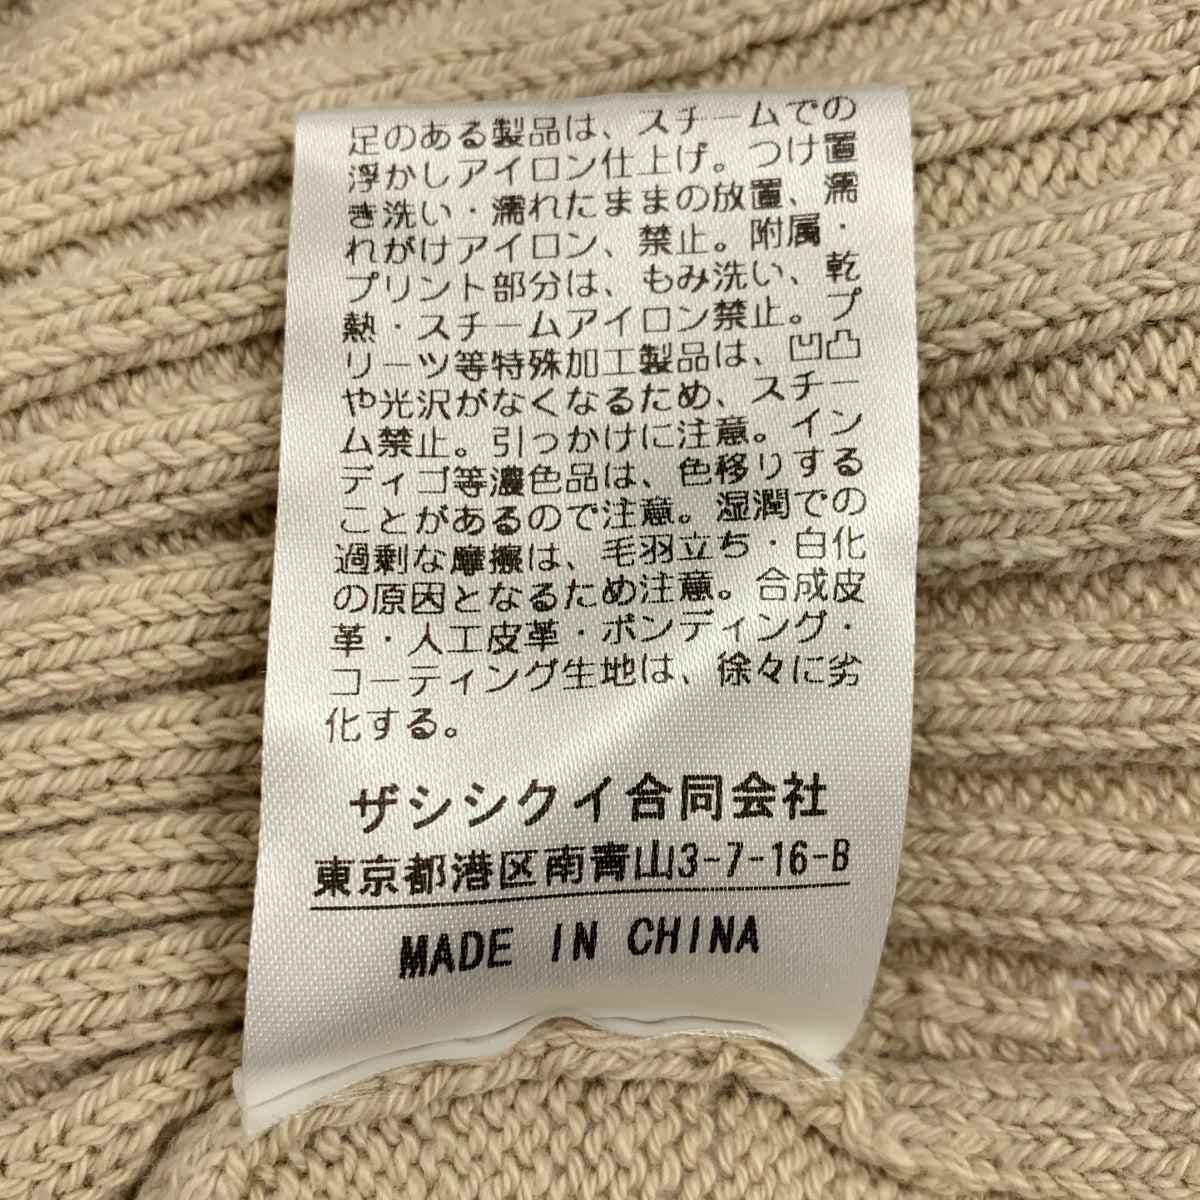 足のある製品は、スチームでの
浮かしアイロン仕上げ。つけ置
き洗い・濡れたままの放置、濡
れがけアイロン、禁止。附属・
プリント部分は、もみ洗い、乾
熱・スチームアイロン禁止。プ
リーツ等特殊加工製品は、凹凸
や光沢がなくなるため、スチー
ム禁止。引っかけに注意。イン
ディゴ等濃色品は、色移りする
ことがあるので注意。湿潤での
過剰な摩擦は、毛羽立ち・白化
の原因となるため注意。合成皮
革・人工皮革・ボンディング・
コーティング生地は、徐々に劣
化する。
ザシシクイ合同会社
東京都港区南青山3-7-16-B
MADE IN CHINA